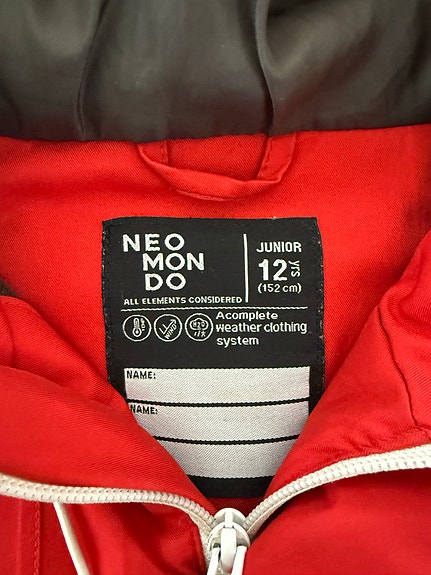 NEO
MON
DO
JUNIOR
12 yrs
(152 cm)
ALL ELEMENTS CONSIDERED
Acomplete
weather clothing
system
NAME:
NAME: